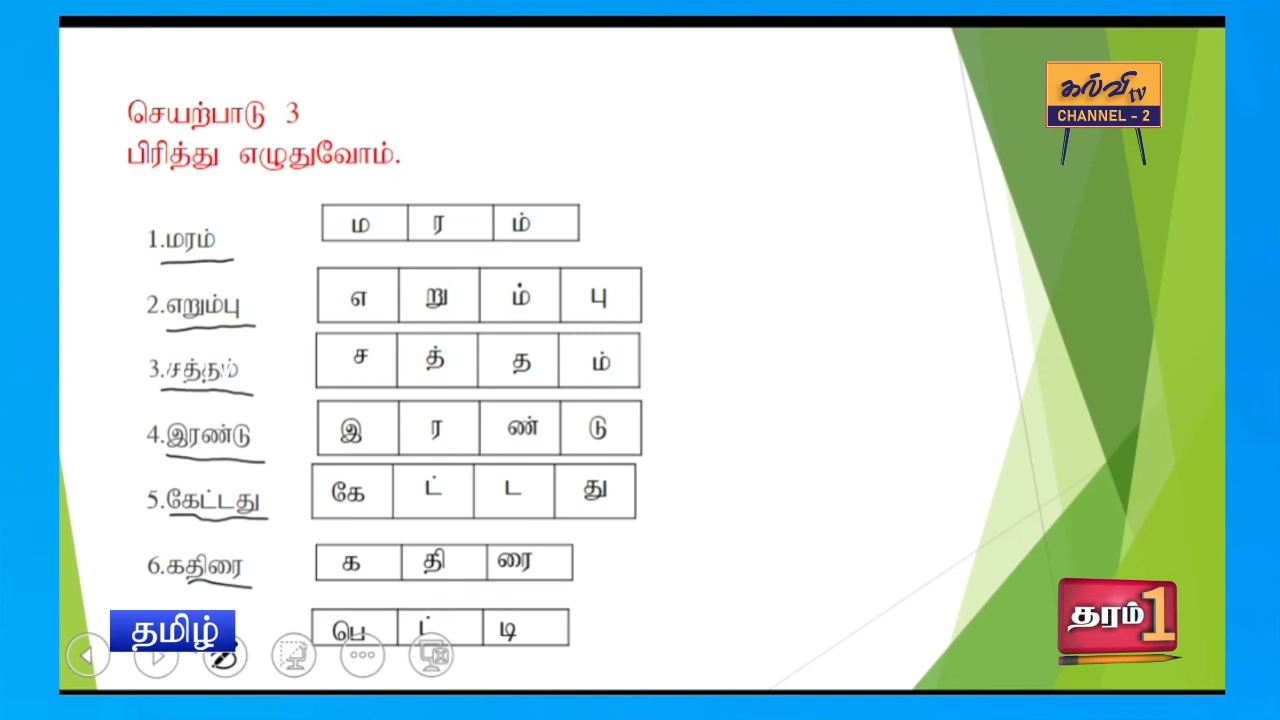 கல்வி tv
CHANNEL - 2
செயற்பாடு 3
பிரித்து எழுதுவோம்.
1.மரம் ம ர ம்
2.எறும்பு எ று ம் பு
3.சத்தம் ச த் த ம்
4.இரண்டு இ ர ண் டு
5.கேட்டது கே ட் ட து
6.கதிரை க தி ரை
பெ ட் டி
தமிழ்
தரம் 1